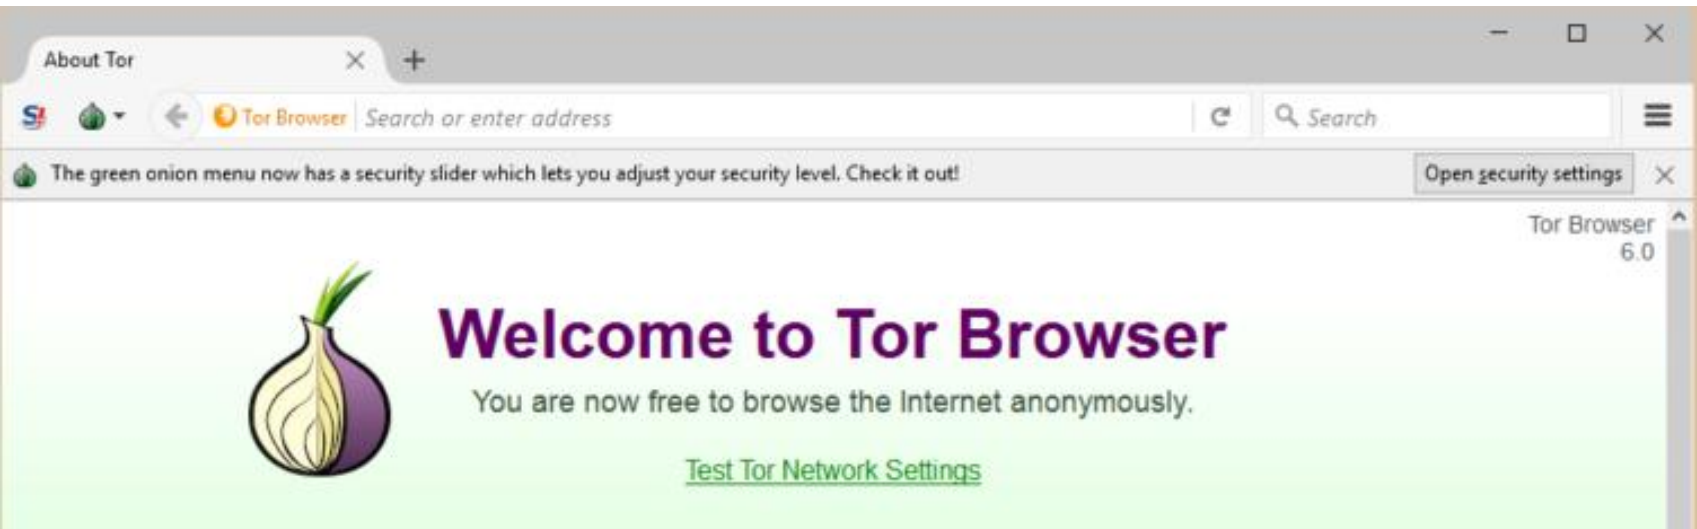 About Tor
Tor Browser Search or enter address Search
The green onion menu now has a security slider which lets you adjust your security level. Check it out! Open security settings
Tor Browser
6.0
Welcome to Tor Browser
You are now free to browse the Internet anonymously.
Test Tor Network Settings